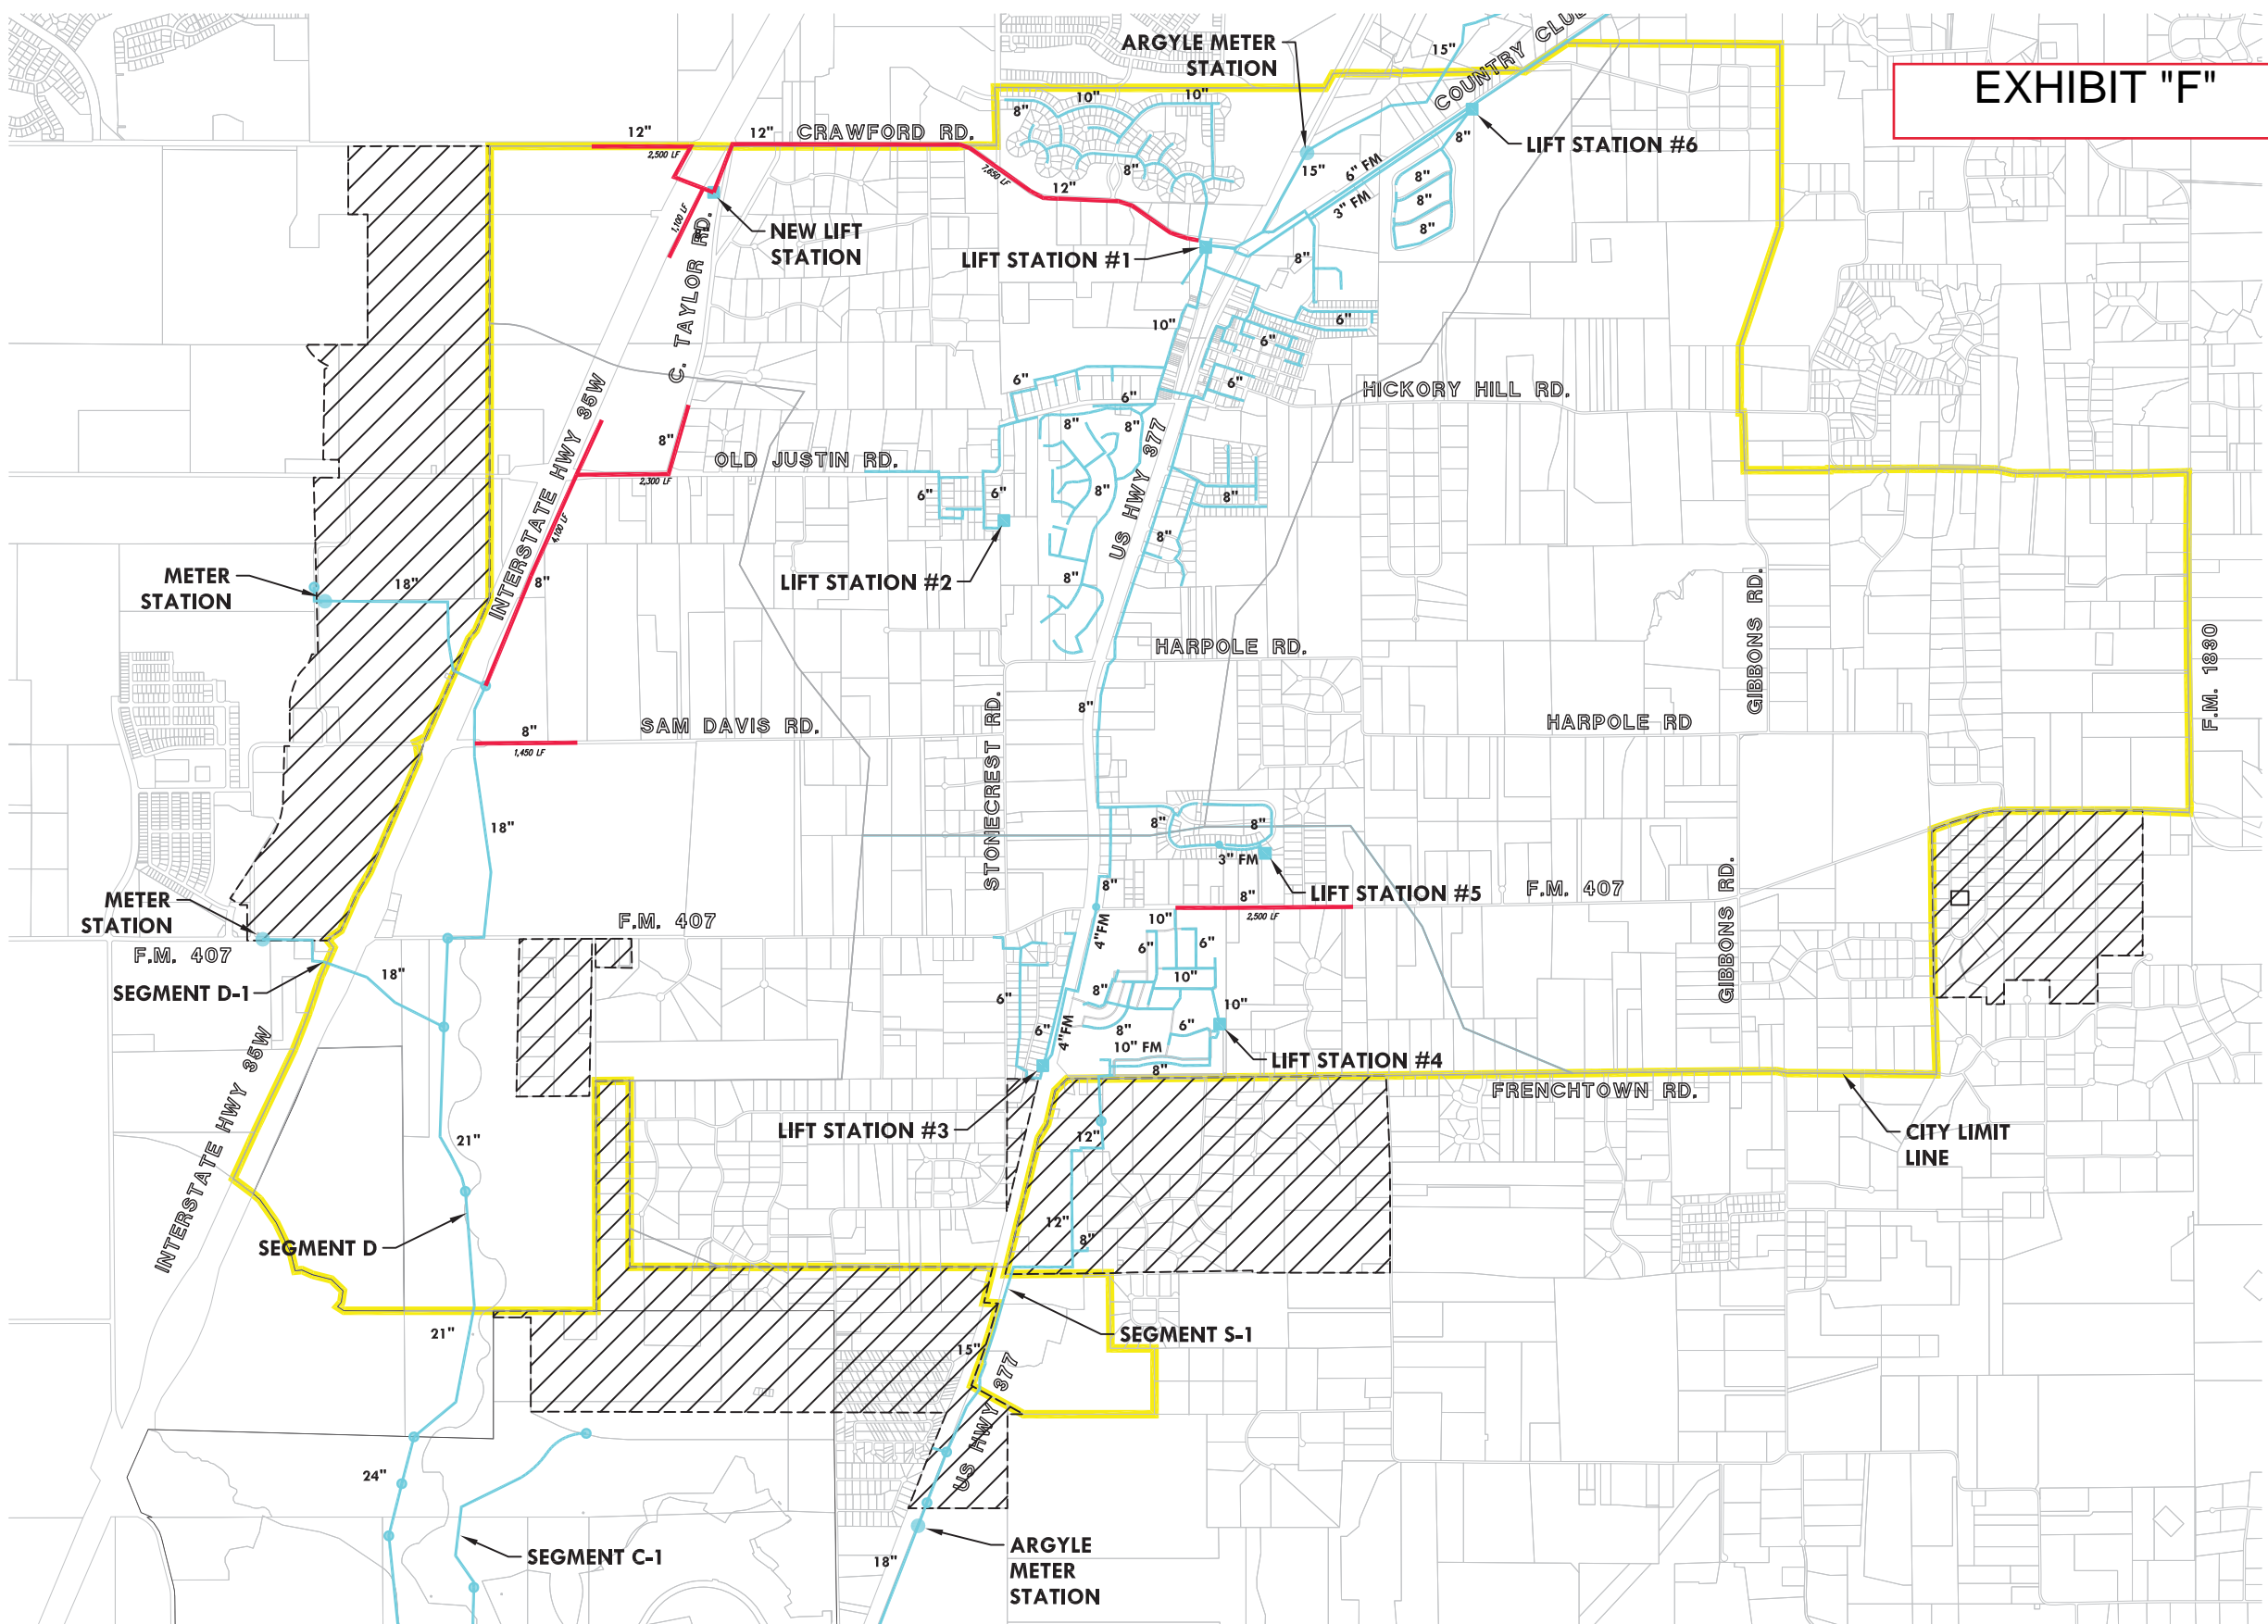 EXHIBIT "F"
ARGYLE METER
STATION
15"
COUNTRY CLUB
LIFT STATION #6
12"
12"
CRAWFORD RD.
2,500 LF
7,650 LF
12"
8"
10"
10"
8"
15"
6" FM
3" FM
8"
8"
8"
8"
1,100 LF
NEW LIFT
STATION
LIFT STATION #1
8"
C. TAYLOR RD.
10"
6"
6"
6"
6"
6"
HICKORY HILL RD.
INTERSTATE HWY 35W
8"
OLD JUSTIN RD.
2,300 LF
8"
8"
US HWY 377
6"
6"
8"
8"
4,100 LF
8"
METER
STATION
18"
8"
LIFT STATION #2
8"
GIBBONS RD.
F.M. 1830
HARPOLE RD.
8"
STONECREST RD.
8"
1,450 LF
SAM DAVIS RD.
HARPOLE RD
18"
8"
8"
3" FM
LIFT STATION #5
8"
8"
2,500 LF
F.M. 407
GIBBONS RD.
METER
STATION
F.M. 407
F.M. 407
SEGMENT D-1
18"
4"FM
10"
6"
6"
10"
8"
6"
6"
4"FM
8"
6"
10"
10" FM
8"
LIFT STATION #4
FRENCHTOWN RD.
INTERSTATE HWY 35W
21"
LIFT STATION #3
12"
CITY LIMIT
LINE
12"
8"
SEGMENT D
21"
SEGMENT S-1
15"
US HWY 377
24"
SEGMENT C-1
18"
ARGYLE
METER
STATION